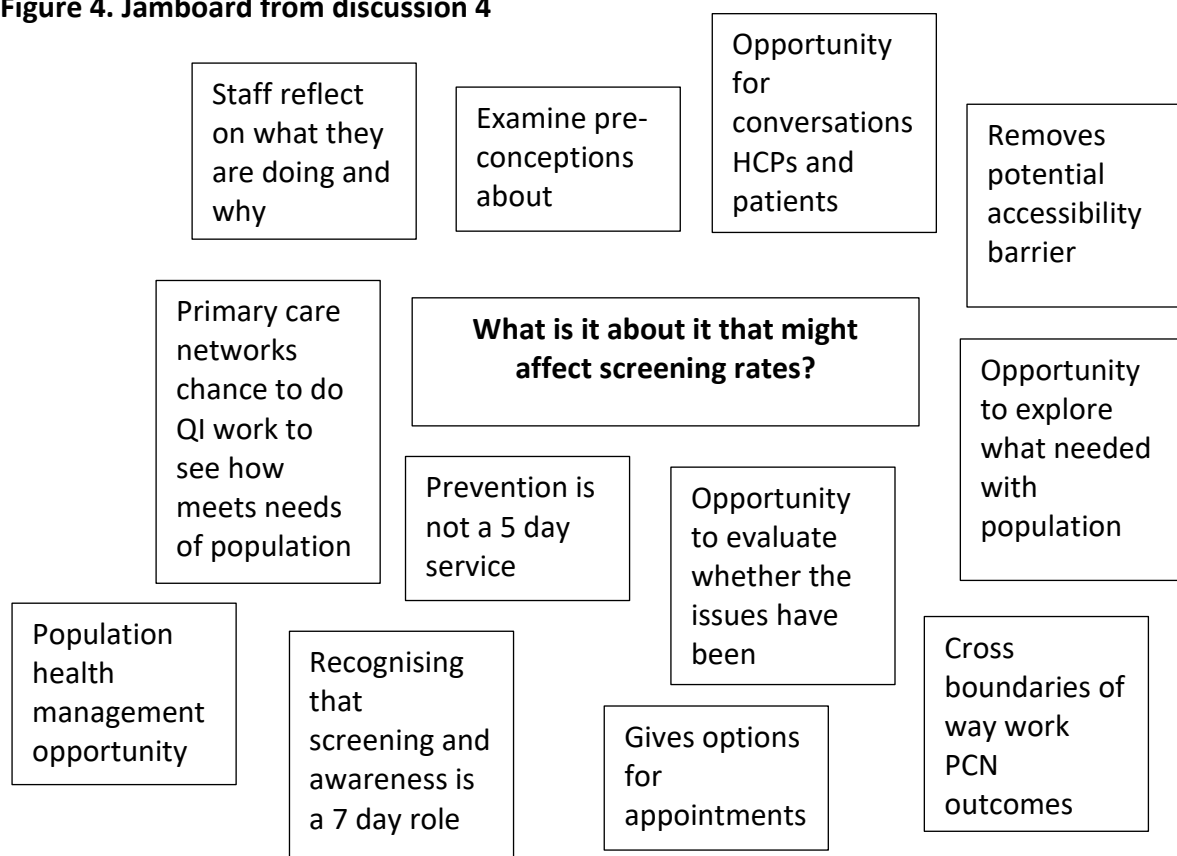 Figure 4. Jamboard from discussion 4
Staff reflect
on what they
are doing and
why
Examine pre-
conceptions
about
Opportunity
for
conversations
HCPs and
patients
Removes
potential
accessibility
barrier
Primary care
networks
chance to do
QI work to
see how
meets needs
of population
What is it about it that might
affect screening rates?
Opportunity
to explore
what needed
with
population
Prevention is
not a 5 day
service
Opportunity
to evaluate
whether the
issues have
been
Population
health
management
opportunity
Recognising
that
screening and
awareness is
a 7 day role
Gives options
for
appointments
Cross
boundaries of
way work
PCN
outcomes